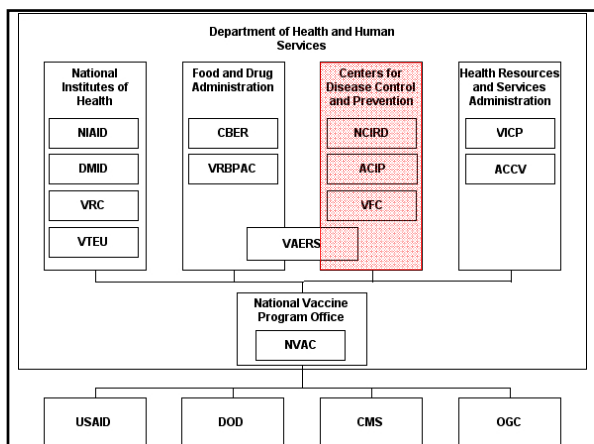 Department of Health and Human
Services
National
Institutes of
Health
NIAID
DMID
VRC
VTEU
Food and Drug
Administration
CBER
VRBPAC
VAERS
Centers for
Disease Control
and Prevention
NCIRD
ACIP
VFC
Health Resources
and Services
Administration
VICP
ACCV
National Vaccine
Program Office
NVAC
USAID
DOD
CMS
OGC